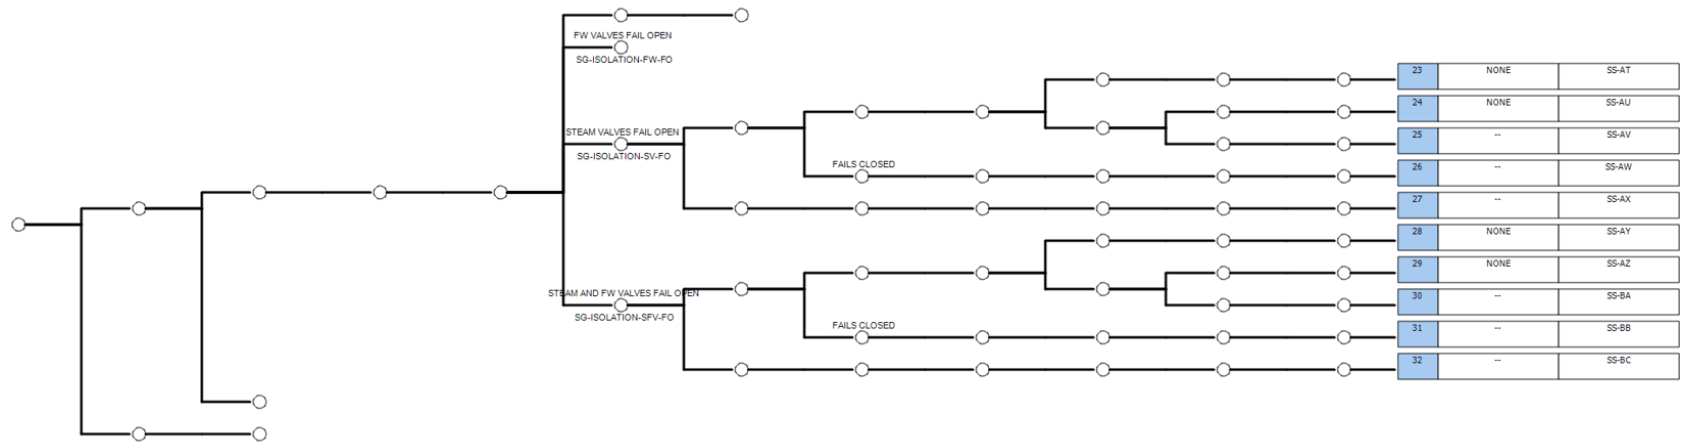 FW VALVES FAIL OPEN
SG-ISOLATION-FW-FO
23 NONE SS-AT
24 NONE SS-AU
STEAM VALVES FAIL OPEN
25 -- SS-AV
SG-ISOLATION-SV-FO
FAILS CLOSED
26 -- SS-AW
27 -- SS-AX
28 NONE SS-AY
29 NONE SS-AZ
STEAM AND FW VALVES FAIL OPEN
30 -- SS-BA
SG-ISOLATION-SFV-FO
FAILS CLOSED
31 -- SS-BB
32 -- SS-BC